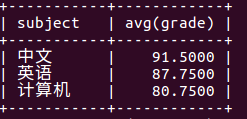 +-----------+------------+
| subject   | avg(grade) |
+-----------+------------+
| 中文      |    91.5000 |
| 英语      |    87.7500 |
| 计算机    |    80.7500 |
+-----------+------------+